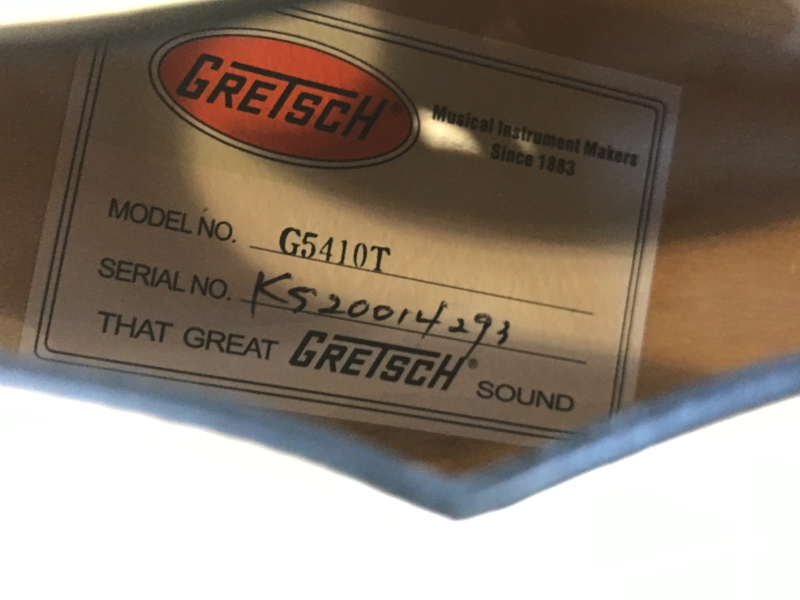 GRETSCH®
Musical Instrument Makers
Since 1883
MODEL NO. G5410T
SERIAL NO. KS20014293
THAT GREAT GRETSCH® SOUND